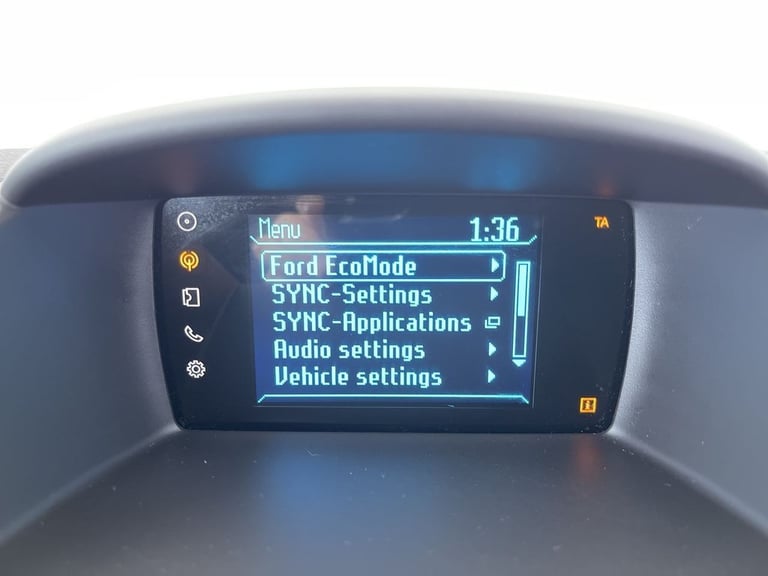 Menu 1:36 TA
Ford EcoMode
SYNC-Settings
SYNC-Applications
Audio settings
Vehicle settings
i